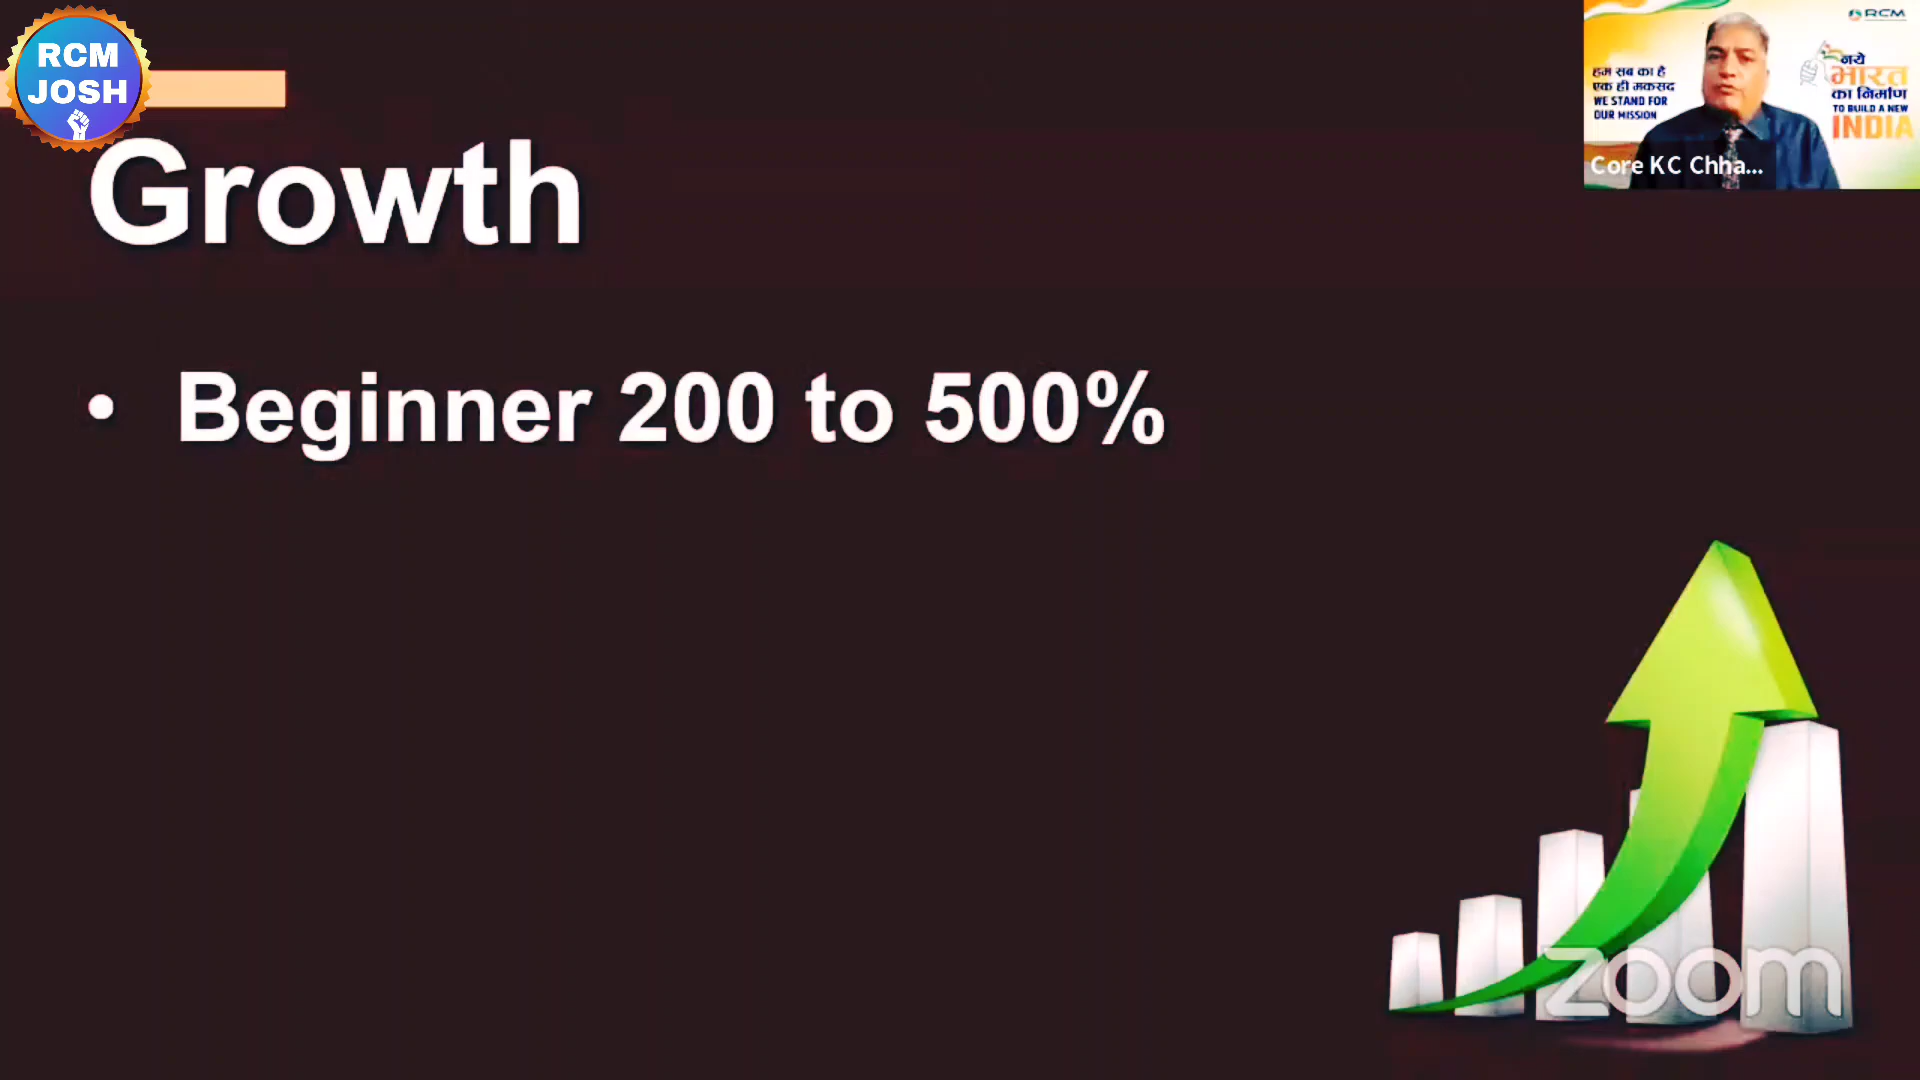 RCM
JOSH
Growth
• Beginner 200 to 500%
RCM
हम सब का है
एक ही मकसद
WE STAND FOR
OUR MISSION
नये
भारत
का निर्माण
TO BUILD A NEW
INDIA
Core KC Chha...
zoom